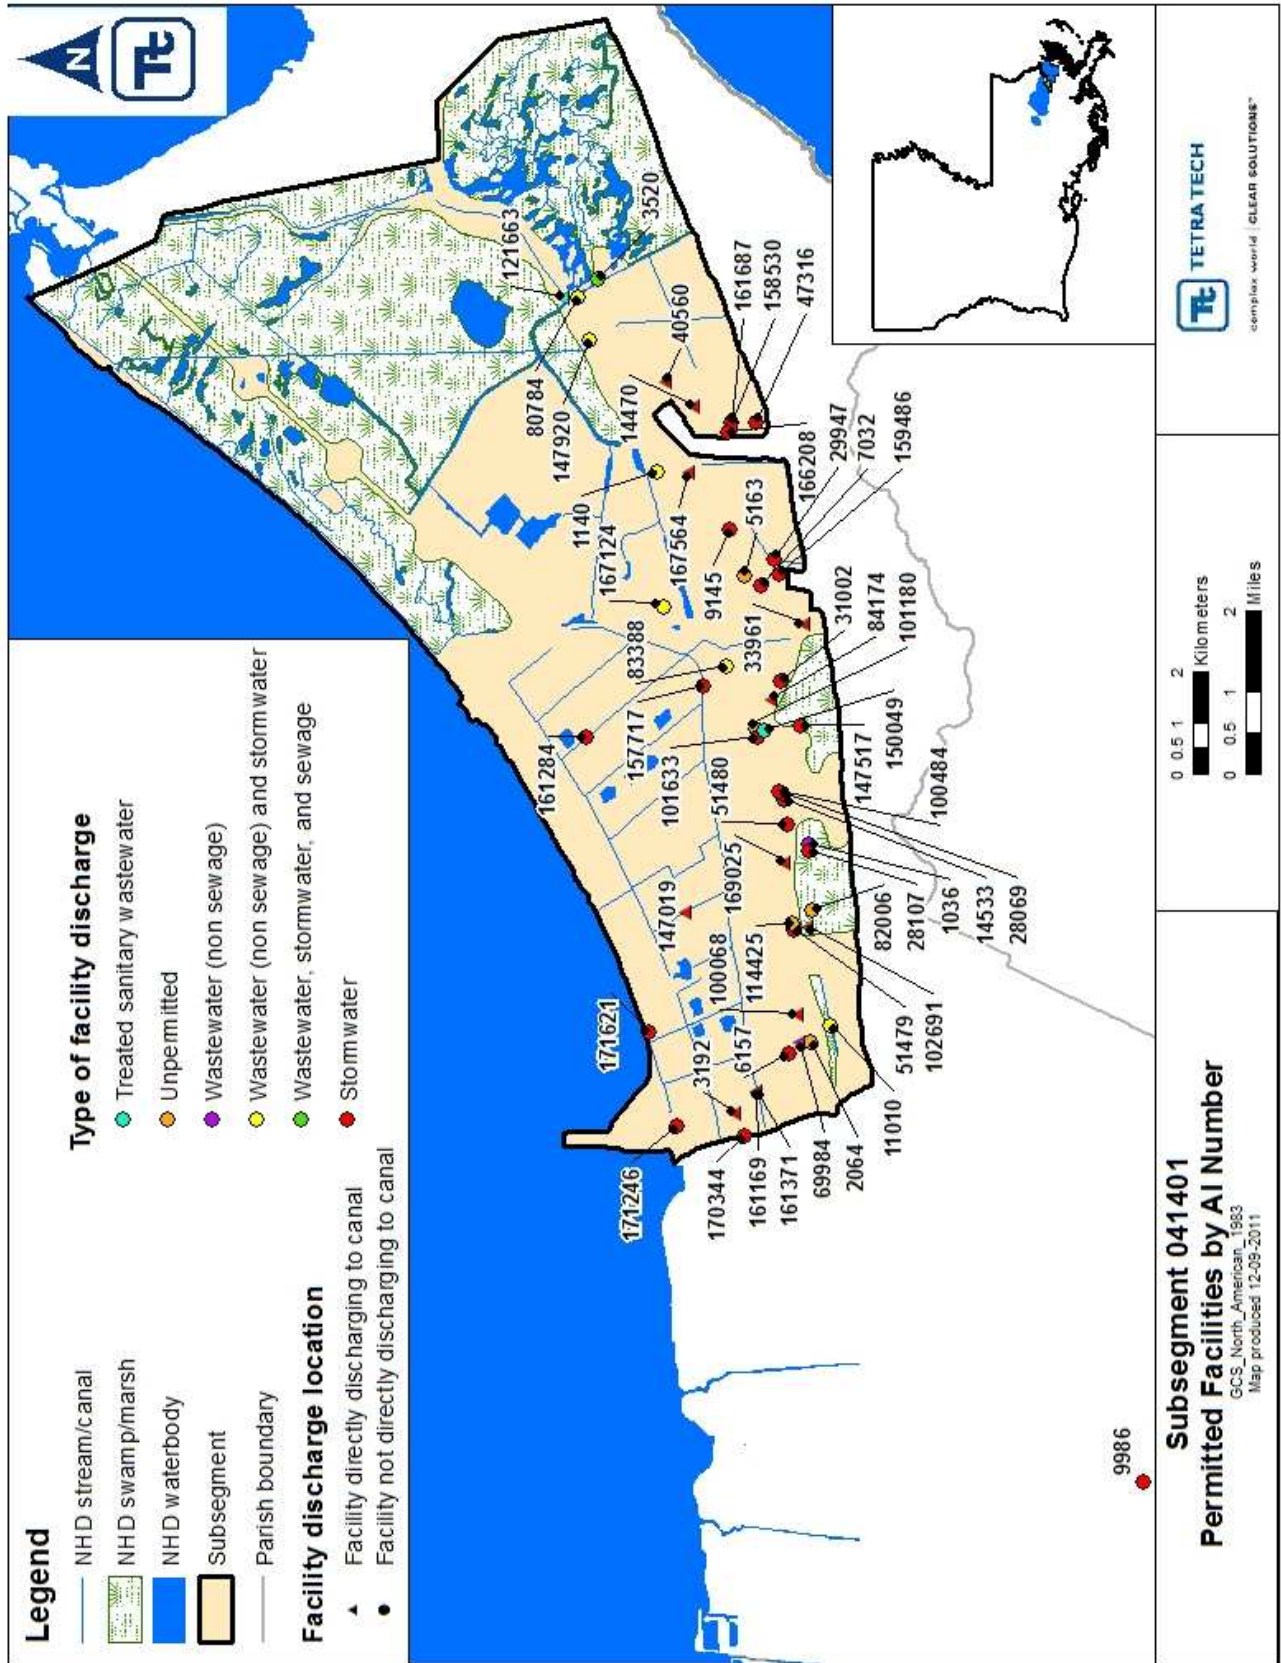 Legend
NHD stream/canal
NHD swamp/marsh
NHD waterbody
Subsegment
Parish boundary
Facility discharge location
Facility directly discharging to canal
Facility not directly discharging to canal
Type of facility discharge
Treated sanitary wastewater
Unpermitted
Wastewater (non sewage)
Wastewater (non sewage) and stormwater
Wastewater, stormwater, and sewage
Stormwater
N
Tt
121663
3520
80784
147920
14470
40560
161687
158530
47316
1140
167124
167564
166208
29947
7032
159486
9145
5163
83388
33961
31002
84174
101180
161284
157717
101633
51480
147517
150049
100484
169025
147019
82006
28107
1036
14533
28069
100068
114425
171621
3192
6157
51479
102691
11010
171246
170344
161169
161371
69984
2064
9986
Subsegment 041401
Permitted Facilities by AI Number
GCS_North_American_1983
Map produced 12-09-2011
0 0.5 1 2
Kilometers
0 0.5 1 2
Miles
Tt TETRA TECH
complex world | CLEAR SOLUTIONS™